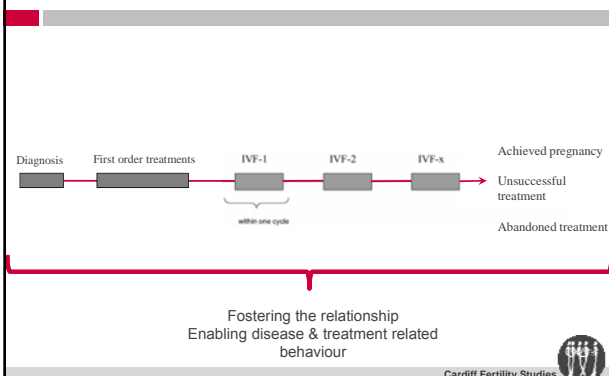 Diagnosis
First order treatments
IVF-1
IVF-2
IVF-x
within one cycle
Achieved pregnancy
Unsuccessful
treatment
Abandoned treatment
Fostering the relationship
Enabling disease & treatment related
behaviour
Cardiff Fertility Studies